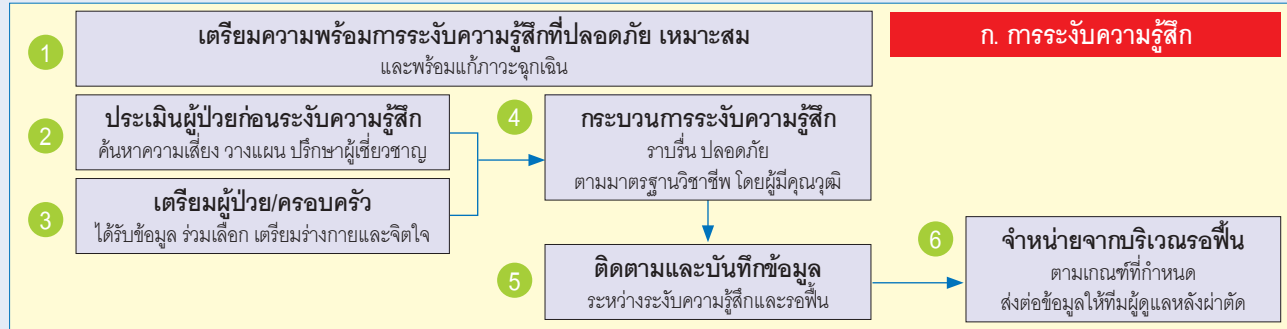 ก. การระงับความรู้สึก
1
เตรียมความพร้อมการระงับความรู้สึกที่ปลอดภัย เหมาะสม
และพร้อมแก้ภาวะฉุกเฉิน
2
ประเมินผู้ป่วยก่อนระงับความรู้สึก
ค้นหาความเสี่ยง วางแผน ปรึกษาผู้เชี่ยวชาญ
3
เตรียมผู้ป่วย/ครอบครัว
ได้รับข้อมูล ร่วมเลือก เตรียมร่างกายและจิตใจ
4
กระบวนการระงับความรู้สึก
ราบรื่น ปลอดภัย
ตามมาตรฐานวิชาชีพ โดยผู้มีคุณวุฒิ
5
ติดตามและบันทึกข้อมูล
ระหว่างระงับความรู้สึกและรอฟื้น
6
จำหน่ายจากบริเวณรอฟื้น
ตามเกณฑ์ที่กำหนด
ส่งต่อข้อมูลให้ทีมผู้ดูแลหลังผ่าตัด